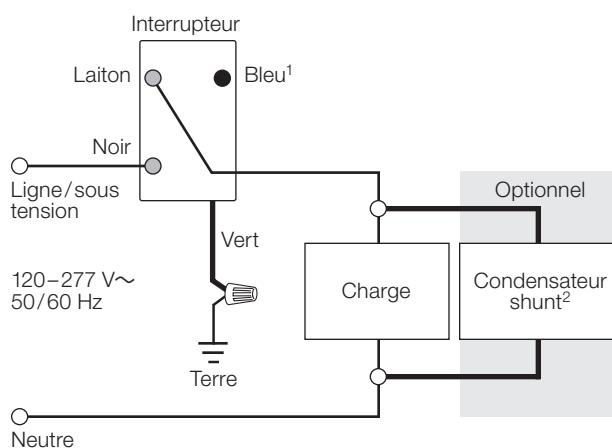 Interrupteur
Laiton
Bleu¹
Noir
Ligne/sous
tension
Optionnel
Vert
120–277 V~
50/60 Hz
Charge
Condensateur
shunt²
Terre
Neutre